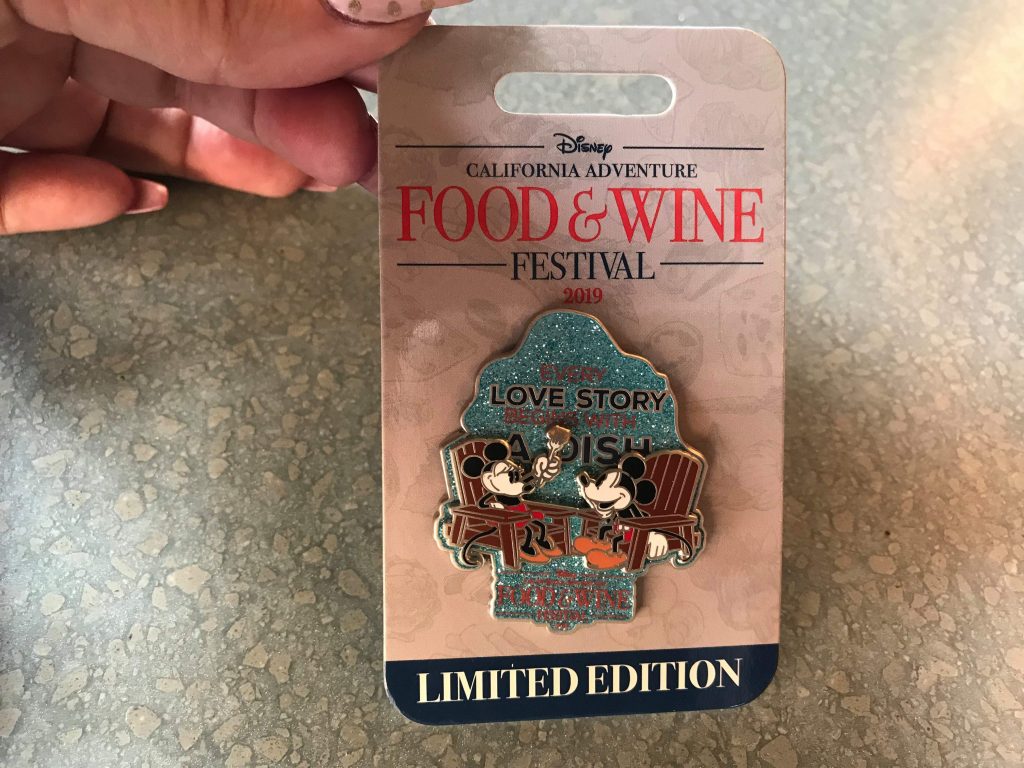 Disney
CALIFORNIA ADVENTURE
FOOD & WINE
FESTIVAL
2019
EVERY
LOVE STORY
BEGINS WITH
A DISH
FOOD & WINE
LIMITED EDITION